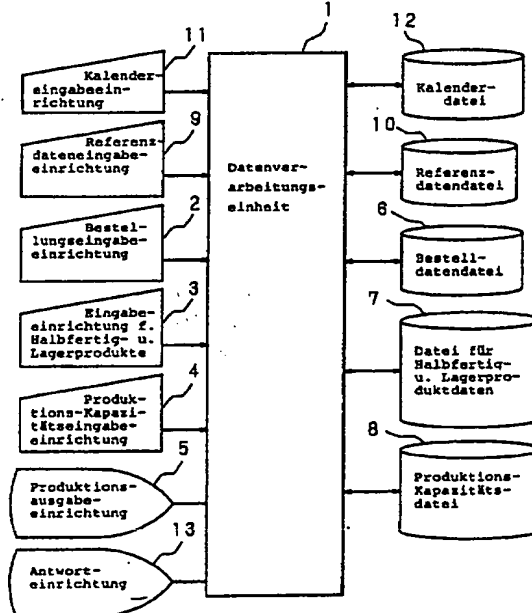 1
11
Kalender-
eingabeein-
richtung
9
Referenz-
dateneingabe-
einrichtung
2
Bestel-
lungseingabe-
einrichtung
3
Eingabe-
einrichtung f.
Halbfertig- u.
Lagerprodukte
4
Produk-
tions-Kapazi-
tätseingabe-
einrichtung
5
Produktions-
ausgabe-
einrichtung
13
Antwort-
einrichtung
Datenver-
arbeitungs-
einheit
12
Kalender-
datei
10
Referenz-
datendatei
6
Bestell-
datendatei
7
Datei für
Halbfertig-
u. Lagerpro-
duktdaten
8
Produktions-
Kapazitäts-
datei